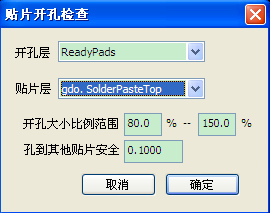 贴片开孔检查
开孔层 ReadyPads
贴片层 gdo. SolderPasteTop
开孔大小比例范围 80.0 % -- 150.0 %
孔到其他贴片安全 0.1000
取消 确定